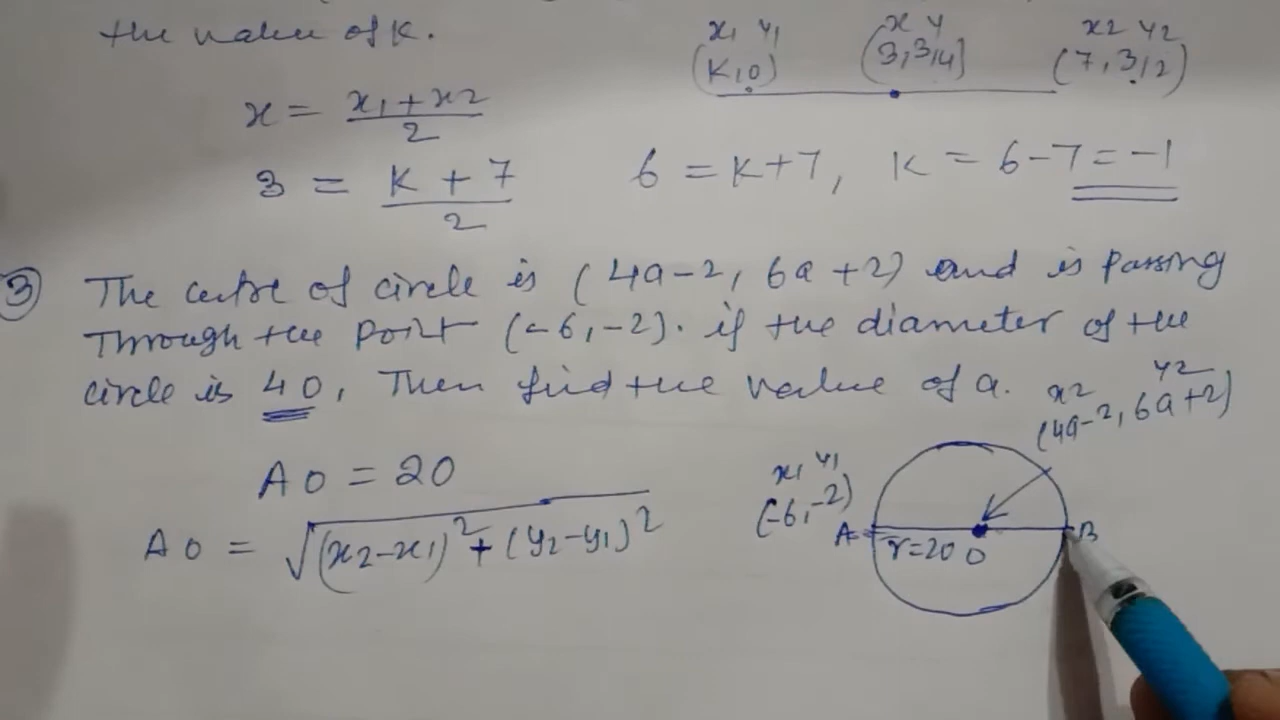 the value of K.
x1 y1 x y x2 y2
(K,0) (3,3/4) (7,3/2)
x = x1+x2/2
3 = K+7/2 6 = K+7, K = 6-7=-1
③ The centre of circle is (4a-2, 6a+2) and is passing
Through the point (-6,-2). if the diameter of the
circle is 40, Then find the value of a.
x2 y2
(4a-2, 6a+2)
AO = 20
x1 y1
(-6,-2)
AO = √(x2-x1)²+(y2-y1)²
A r=20 O B